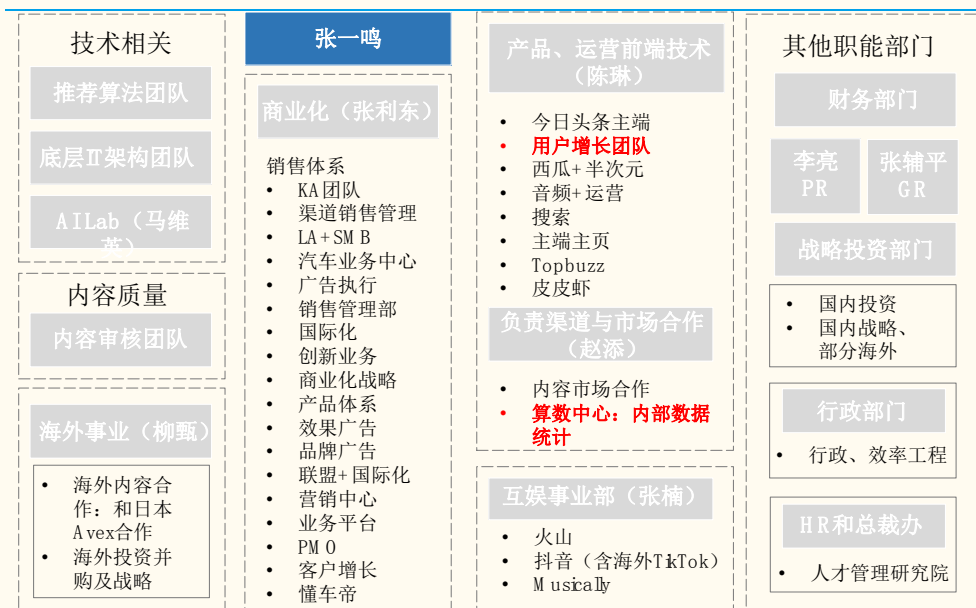 技术相关
推荐算法团队
底层IT架构团队
AILab（马维
英）
内容质量
内容审核团队
海外事业（柳甄）
• 海外内容合
作：和日本
Avex合作
• 海外投资并
购及战略
张一鸣
商业化（张利东）
销售体系
• KA团队
• 渠道销售管理
• LA+SMB
• 汽车业务中心
• 广告执行
• 销售管理部
• 国际化
• 创新业务
• 商业化战略
• 产品体系
• 效果广告
• 品牌广告
• 联盟+国际化
• 营销中心
• 业务平台
• PMO
• 客户增长
• 懂车帝
产品、运营前端技术
（陈琳）
• 今日头条主端
• 用户增长团队
• 西瓜+半次元
• 音频+运营
• 搜索
• 主端主页
• Topbuzz
• 皮皮虾
负责渠道与市场合作
（赵添）
• 内容市场合作
• 算数中心：内部数据
统计
互娱事业部（张楠）
• 火山
• 抖音（含海外TikTok）
• Musically
其他职能部门
财务部门
李亮
PR
张辅平
GR
战略投资部门
• 国内投资
• 国内战略、
部分海外
行政部门
• 行政、效率工程
HR和总裁办
• 人才管理研究院